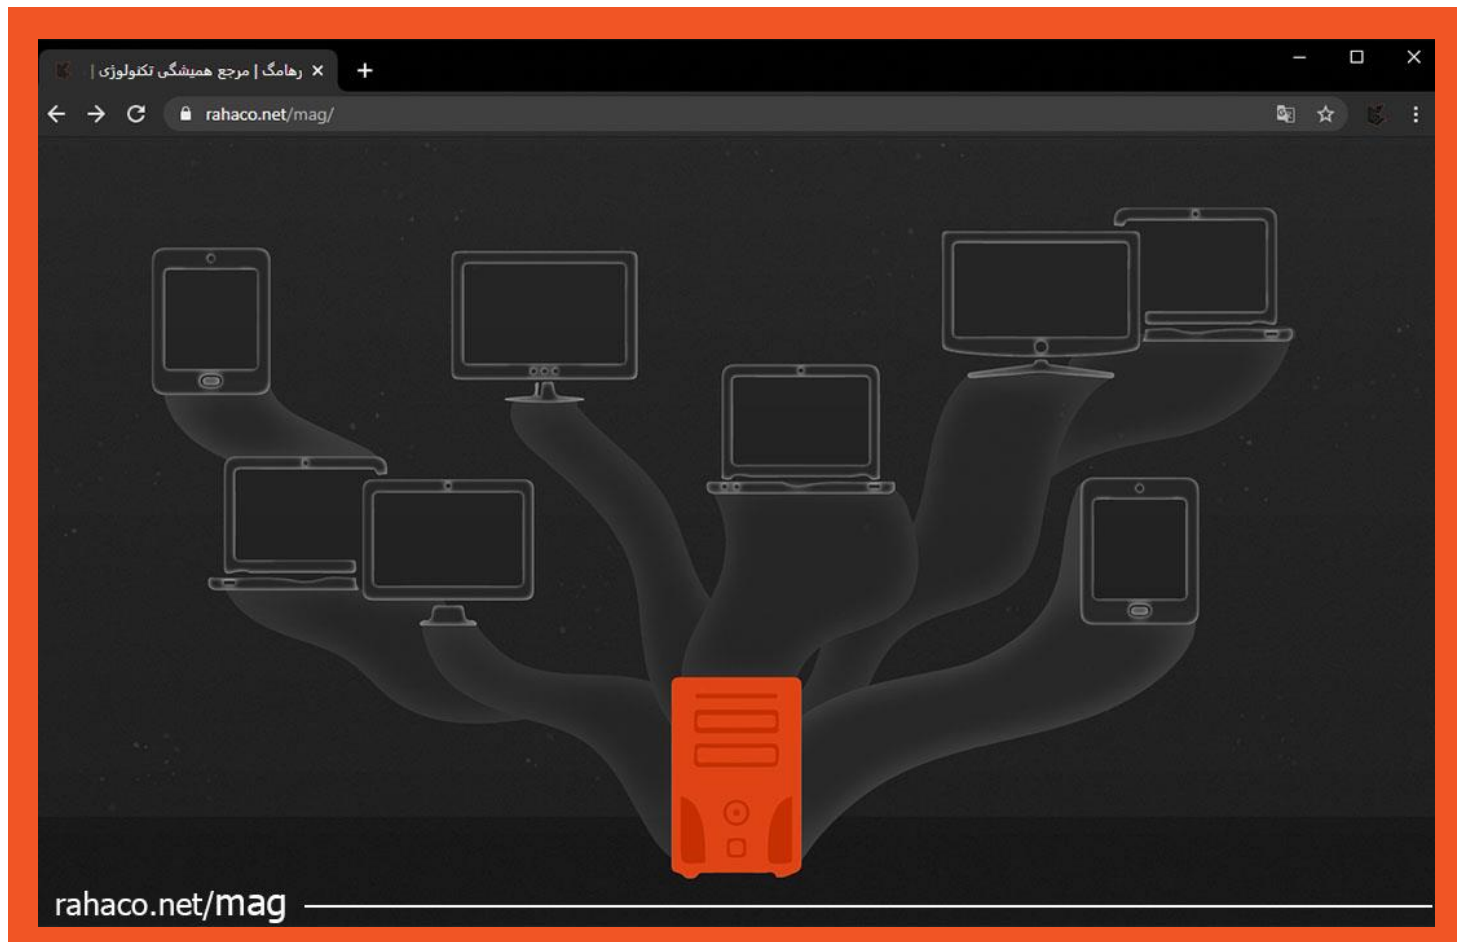 رهامگ | مرجع همیشگی تکنولوژی |
rahaco.net/mag/
rahaco.net/mag